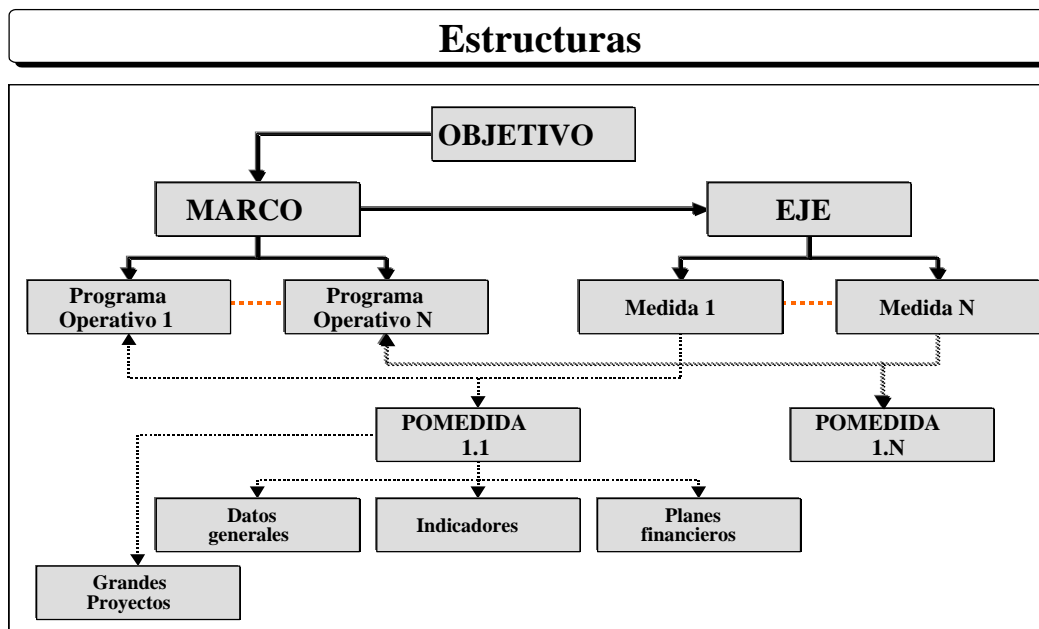 Estructuras
OBJETIVO
MARCO
EJE
Programa
Operativo 1
Programa
Operativo N
Medida 1
Medida N
POMEDIDA
1.1
POMEDIDA
1.N
Datos
generales
Indicadores
Planes
financieros
Grandes
Proyectos